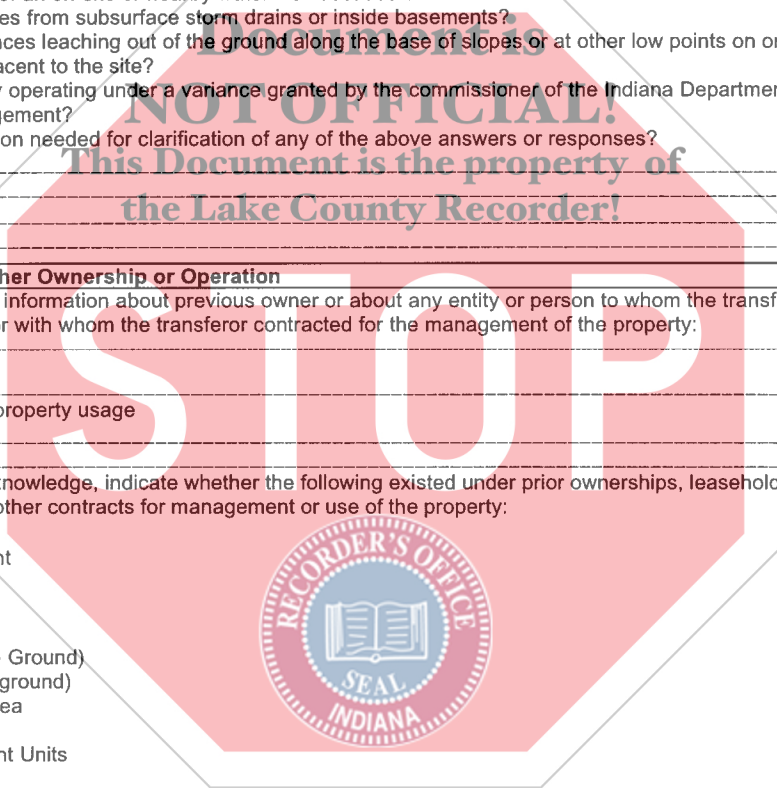 es from subsurface storm drains or inside basements?
Document is
nces leaching out of the ground along the base of slopes or at other low points on or
acent to the site?
y operating under a variance granted by the commissioner of the Indiana Departmen
NOT OFFICIAL!
gement?
on needed for clarification of any of the above answers or responses?
This Document is the property of
the Lake County Recorder!
her Ownership or Operation
information about previous owner or about any entity or person to whom the transf
or with whom the transferor contracted for the management of the property:
STOP
property usage
nowledge, indicate whether the following existed under prior ownerships, leasehold
other contracts for management or use of the property:
RECORDER'S OFFICE
nt
Ground)
ground)
SEAL
ea
INDIANA
nt Units